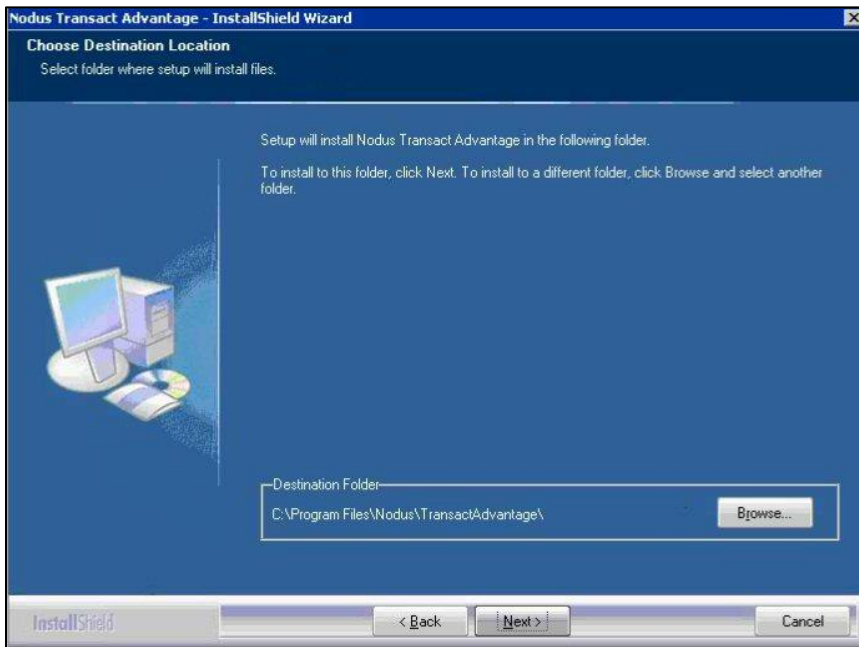 Nodus Transact Advantage - InstallShield Wizard
Choose Destination Location
Select folder where setup will install files.
Setup will install Nodus Transact Advantage in the following folder.
To install to this folder, click Next. To install to a different folder, click Browse and select another
folder.
Destination Folder
C:\Program Files\Nodus\TransactAdvantage\
Browse...
InstallShield
< Back
Next >
Cancel